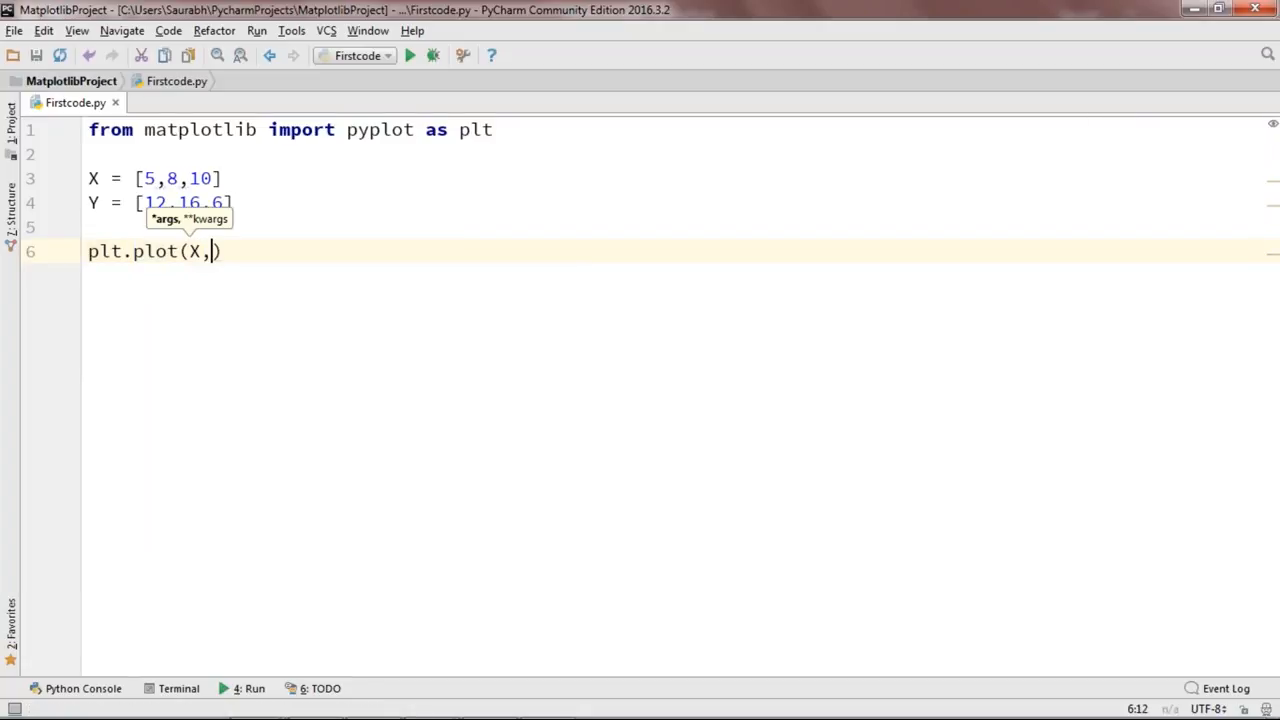 MatplotlibProject - [C:\Users\Saurabh\PycharmProjects\MatplotlibProject] - ...\Firstcode.py - PyCharm Community Edition 2016.3.2
File Edit View Navigate Code Refactor Run Tools VCS Window Help
Firstcode
MatplotlibProject Firstcode.py
Firstcode.py
1: Project
7: Structure
2: Favorites
1 from matplotlib import pyplot as plt
2
3 X = [5,8,10]
4 Y = [12,16,6]
*args, **kwargs
5
6 plt.plot(X,)
Python Console Terminal 4: Run 6: TODO Event Log
6:12 n/a UTF-8